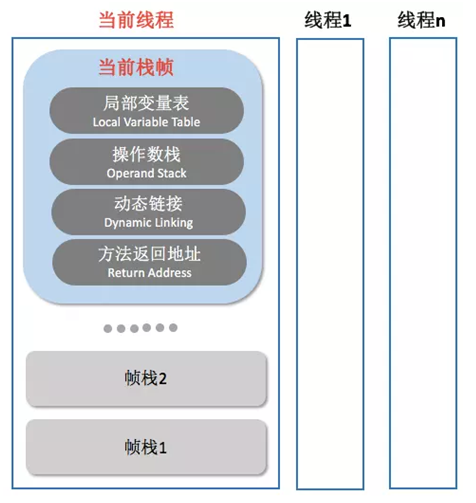 当前线程
线程1
线程n
当前栈帧
局部变量表
Local Variable Table
操作数栈
Operand Stack
动态链接
Dynamic Linking
方法返回地址
Return Address
帧栈2
帧栈1